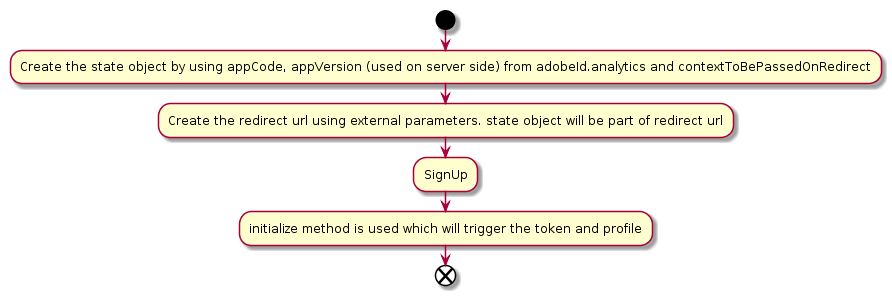 Create the state object by using appCode, appVersion (used on server side) from adobeId.analytics and contextToBePassedOnRedirect
Create the redirect url using external parameters. state object will be part of redirect url
SignUp
initialize method is used which will trigger the token and profile